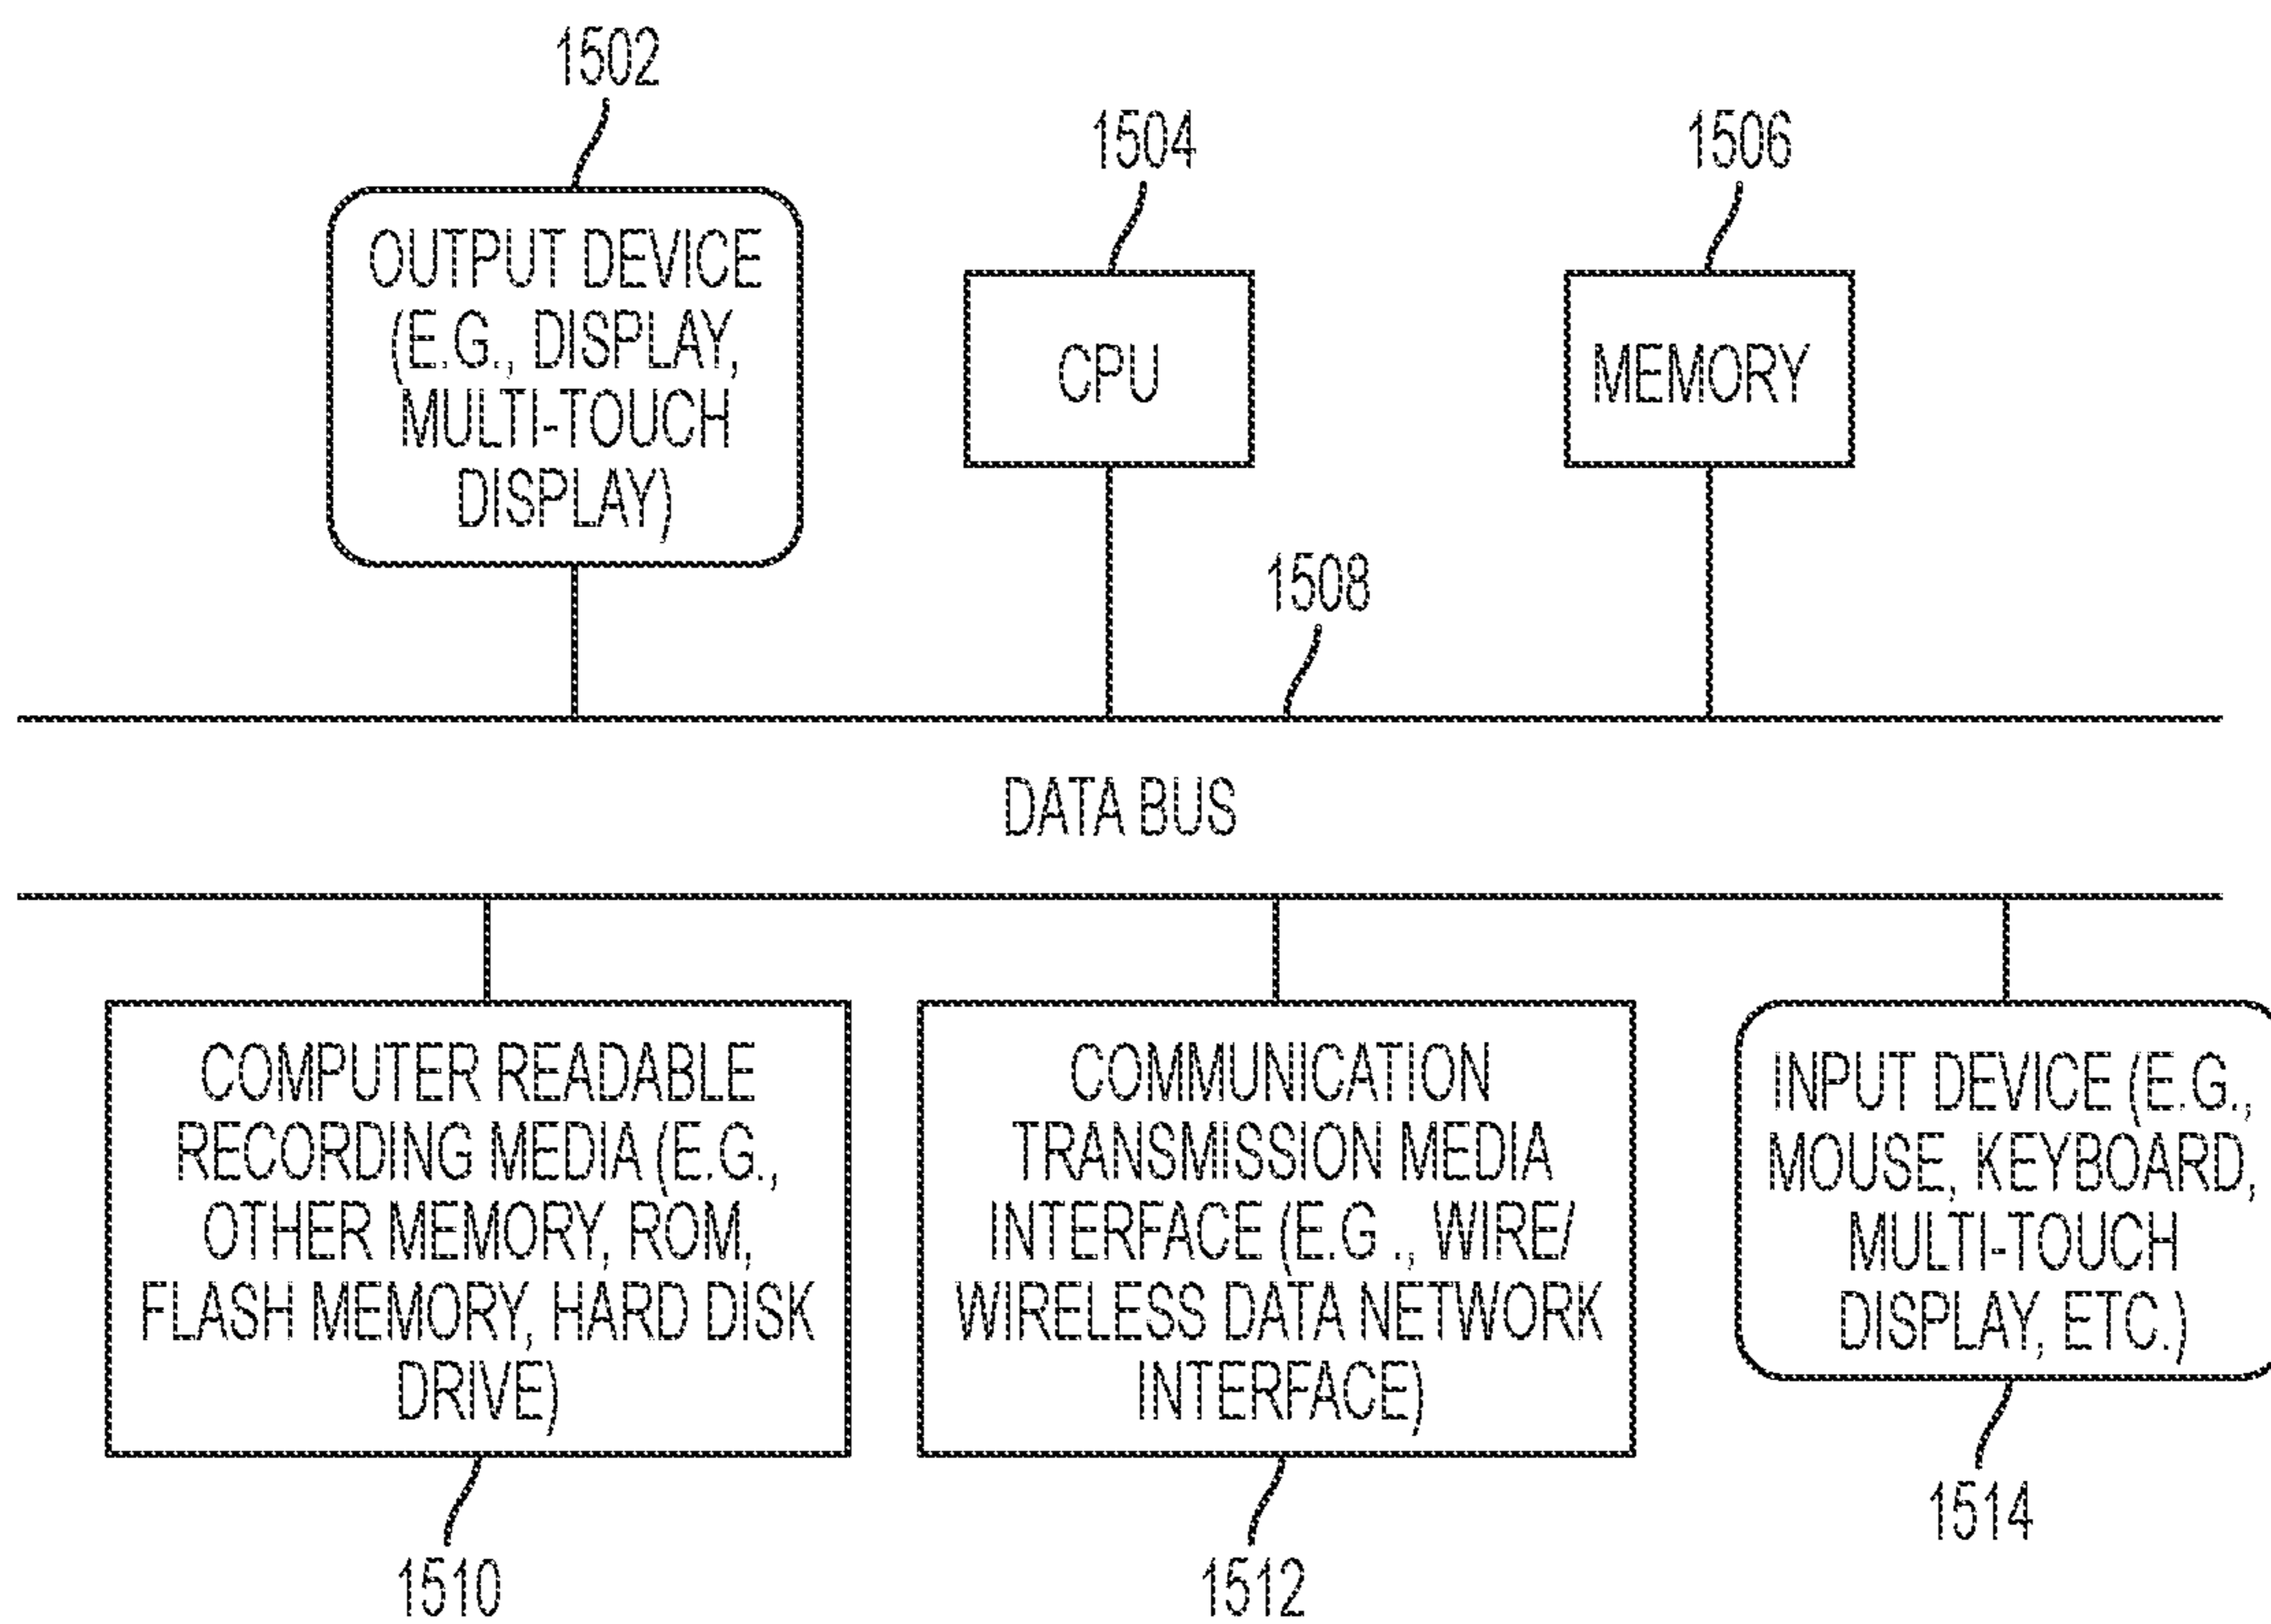 1502
1504
1506
OUTPUT DEVICE
(E.G., DISPLAY,
MULTI-TOUCH
DISPLAY)
CPU
MEMORY
1508
DATA BUS
COMPUTER READABLE
RECORDING MEDIA (E.G.,
OTHER MEMORY, ROM,
FLASH MEMORY, HARD DISK
DRIVE)
COMMUNICATION
TRANSMISSION MEDIA
INTERFACE (E.G ., WIRE/
WIRELESS DATA NETWORK
INTERFACE)
INPUT DEVICE (E.G.,
MOUSE, KEYBOARD,
MULTI-TOUCH
DISPLAY, ETC.)
1510
1512
1514